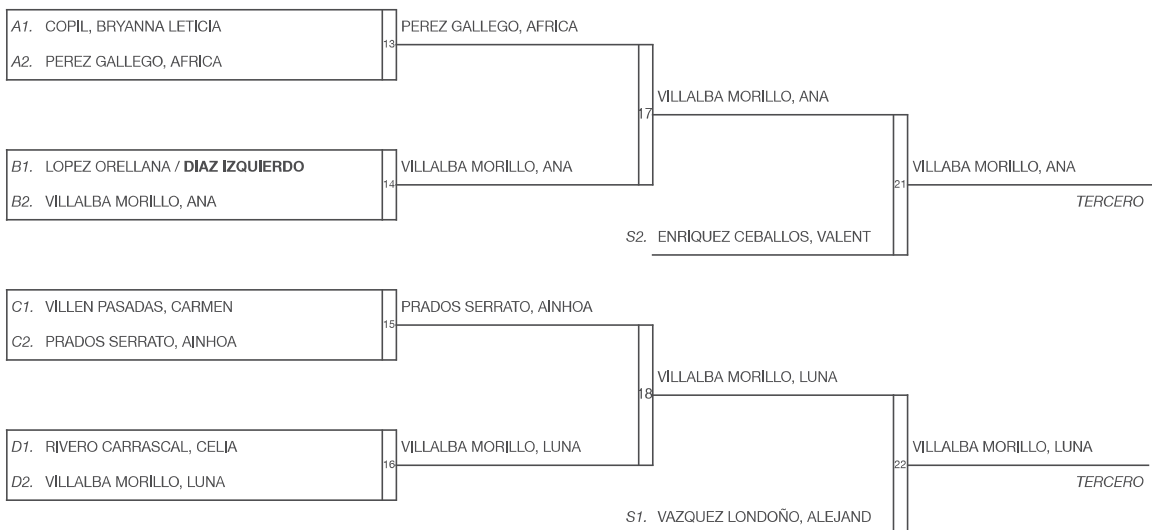 A1. COPIL, BRYANNA LETICIA
A2. PEREZ GALLEGO, AFRICA
13
PEREZ GALLEGO, AFRICA
B1. LOPEZ ORELLANA / DÍAZ IZQUIERDO
B2. VILLALBA MORILLO, ANA
14
VILLALBA MORILLO, ANA
17
VILLALBA MORILLO, ANA
S2. ENRÍQUEZ CEBALLOS, VALENT
21
VILLABA MORILLO, ANA
TERCERO
C1. VILLEN PASADAS, CARMEN
C2. PRADOS SERRATO, AINHOA
15
PRADOS SERRATO, AINHOA
D1. RIVERO CARRASCAL, CELIA
D2. VILLALBA MORILLO, LUNA
16
VILLALBA MORILLO, LUNA
18
VILLALBA MORILLO, LUNA
S1. VAZQUEZ LONDOÑO, ALEJAND
22
VILLALBA MORILLO, LUNA
TERCERO